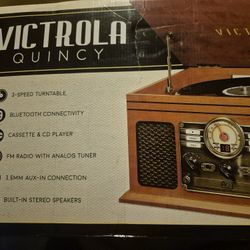 VICTROLA
QUINCY
3-SPEED TURNTABLE
BLUETOOTH CONNECTIVITY
CASSETTE & CD PLAYER
FM RADIO WITH ANALOG TUNER
3.5MM AUX-IN CONNECTION
BUILT-IN STEREO SPEAKERS
VICT